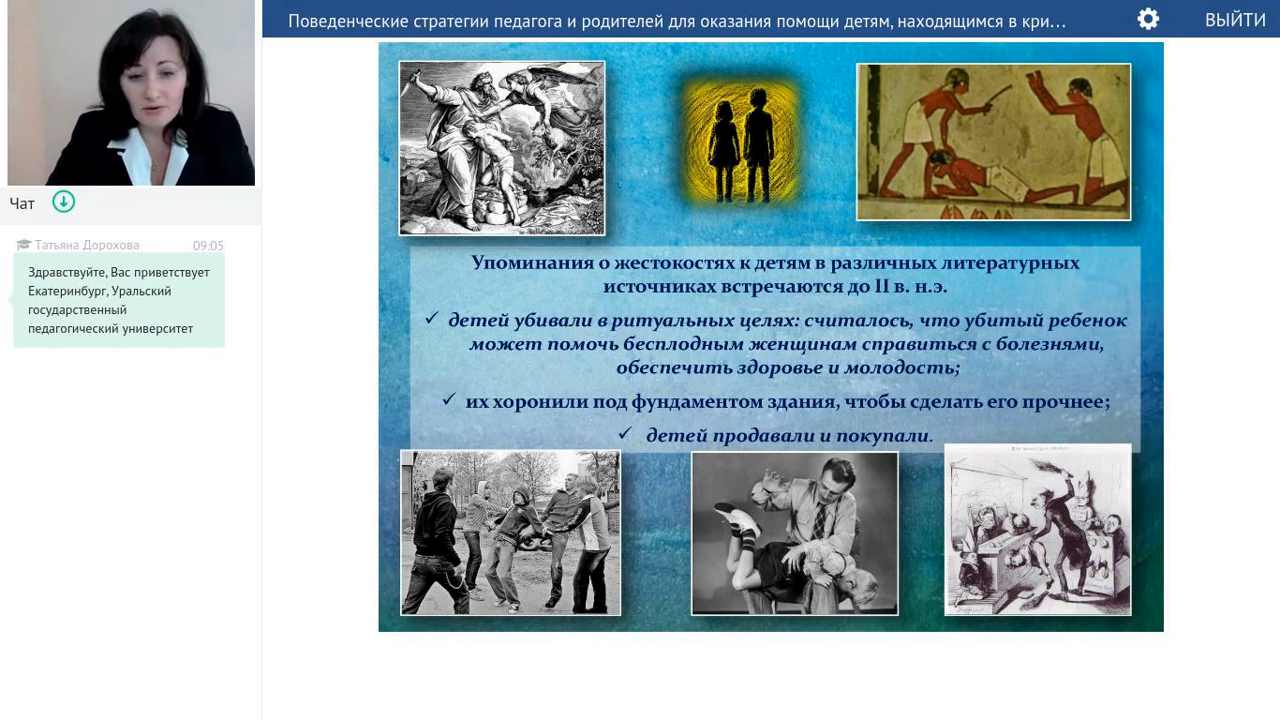 Поведенческие стратегии педагога и родителей для оказания помощи детям, находящимся в кри...
ВЫЙТИ
Чат
Татьяна Дорохова 09:05
Здравствуйте, Вас приветствует
Екатеринбург, Уральский
государственный
педагогический университет
Упоминания о жестокостях к детям в различных литературных
источниках встречаются до II в. н.э.
✓ детей убивали в ритуальных целях: считалось, что убитый ребенок
может помочь бесплодным женщинам справиться с болезнями,
обеспечить здоровье и молодость;
✓ их хоронили под фундаментом здания, чтобы сделать его прочнее;
✓ детей продавали и покупали.